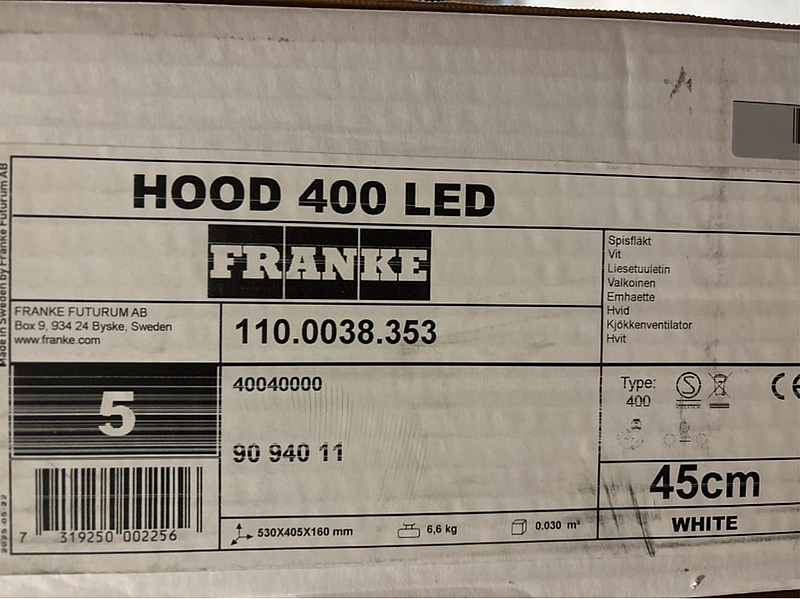 HOOD 400 LED
FRANKE
Spisfläkt
Vit
Liesetuuletin
Valkoinen
Emhaette
Hvid
Kjökkenventilator
Hvit
Made in Sweden by Franke Futurum AB
FRANKE FUTURUM AB
Box 9, 934 24 Byske, Sweden
www.franke.com
110.0038.353
5
40040000
90 940 11
Type:
400
S
CE
45cm
WHITE
7 319250 002256
530X405X160 mm
6,6 kg
0.030 m³